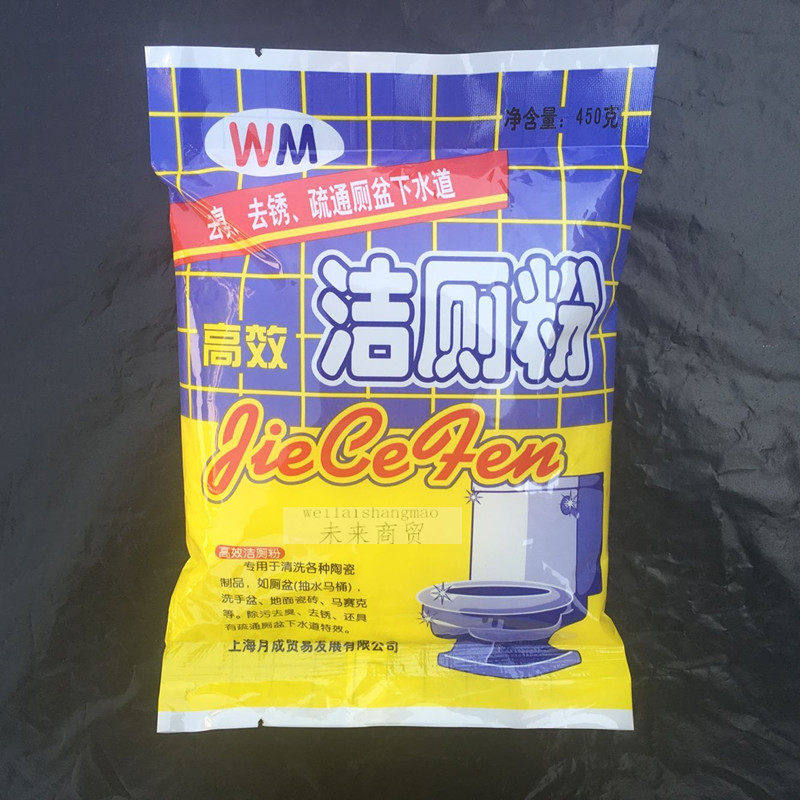 WM
净含量：450克
去臭、去锈、疏通厕盆下水道
高效
洁厕粉
JieCeFen
weilaishangmao
未来商贸
高效洁厕粉
专用于清洗各种陶瓷
制品，如厕盆(抽水马桶)，
洗手盆、地面瓷砖、马赛克
等。除污去臭、去锈、还具
有疏通厕盆下水道特效。
上海月成贸易发展有限公司